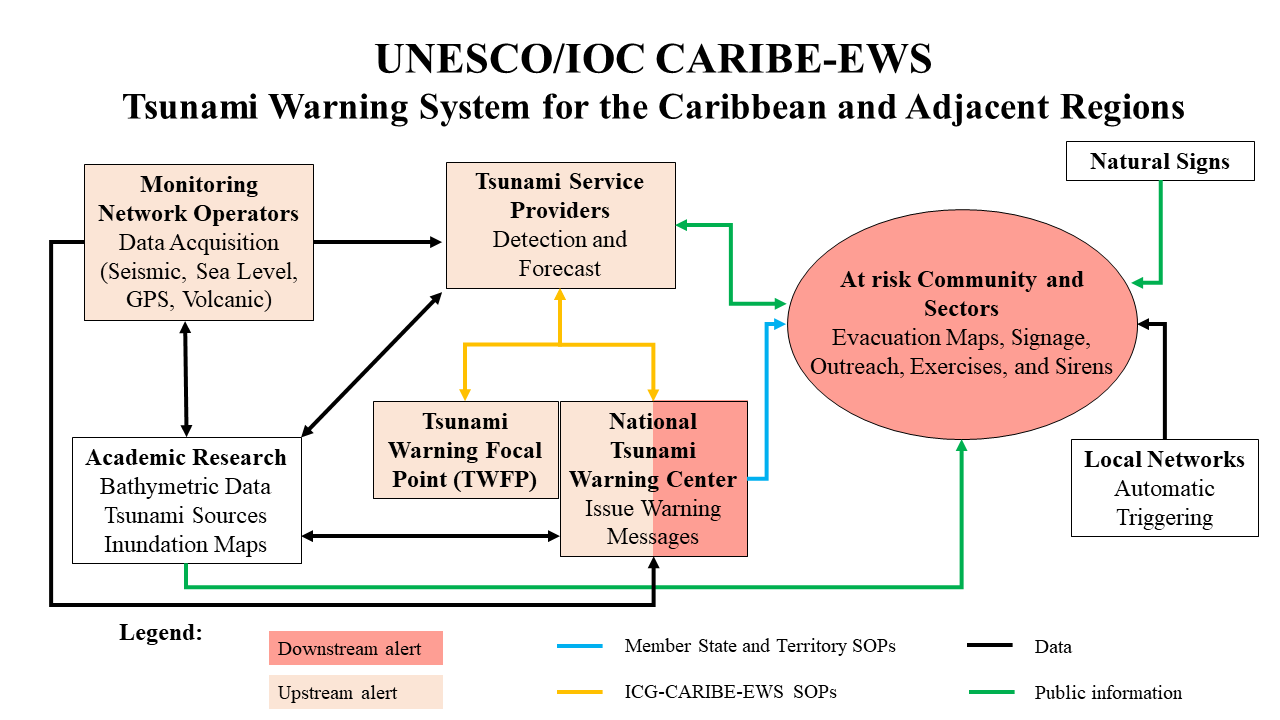 UNESCO/IOC CARIBE-EWS
Tsunami Warning System for the Caribbean and Adjacent Regions
Monitoring
Network Operators
Data Acquisition
(Seismic, Sea Level,
GPS, Volcanic)
Tsunami Service
Providers
Detection and
Forecast
Natural Signs
At risk Community and
Sectors
Evacuation Maps, Signage,
Outreach, Exercises, and Sirens
Academic Research
Bathymetric Data
Tsunami Sources
Inundation Maps
Tsunami
Warning Focal
Point (TWFP)
National
Tsunami
Warning Center
Issue Warning
Messages
Local Networks
Automatic
Triggering
Legend:
Downstream alert
Upstream alert
Member State and Territory SOPs
ICG-CARIBE-EWS SOPs
Data
Public information